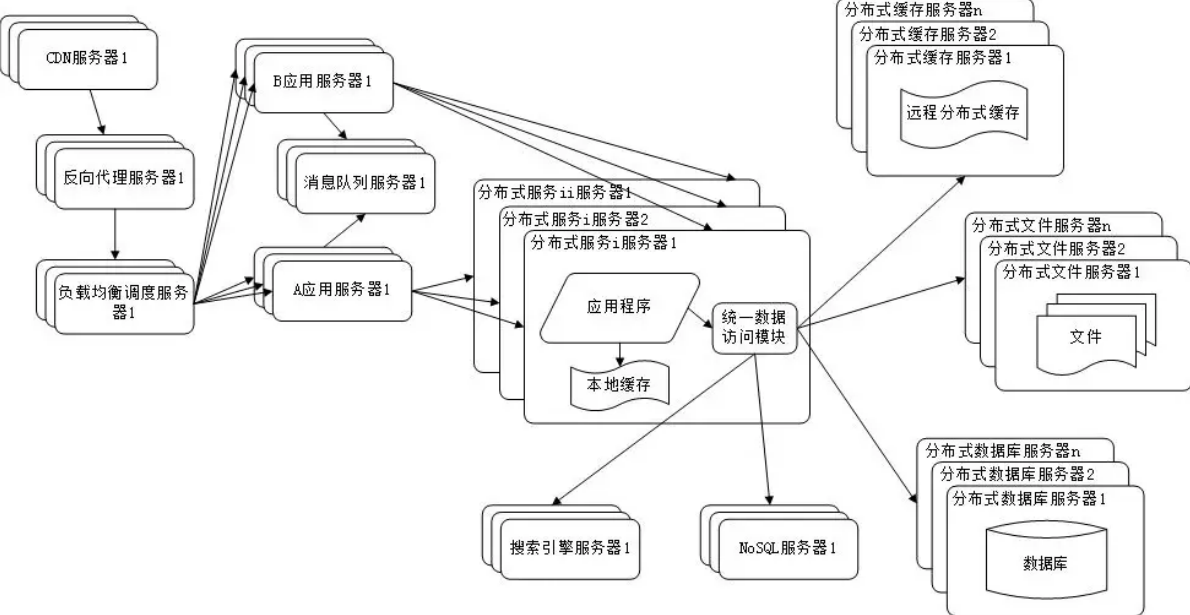 CDN服务器1
反向代理服务器1
负载均衡调度服务
器1
B应用服务器1
消息队列服务器1
A应用服务器1
分布式服务ii服务器1
分布式服务i服务器2
分布式服务i服务器1
应用程序
本地缓存
统一数据
访问模块
分布式缓存服务器n
分布式缓存服务器2
分布式缓存服务器1
远程分布式缓存
分布式文件服务器n
分布式文件服务器2
分布式文件服务器1
文件
分布式数据库服务器n
分布式数据库服务器2
分布式数据库服务器1
数据库
搜索引擎服务器1
NoSQL服务器1